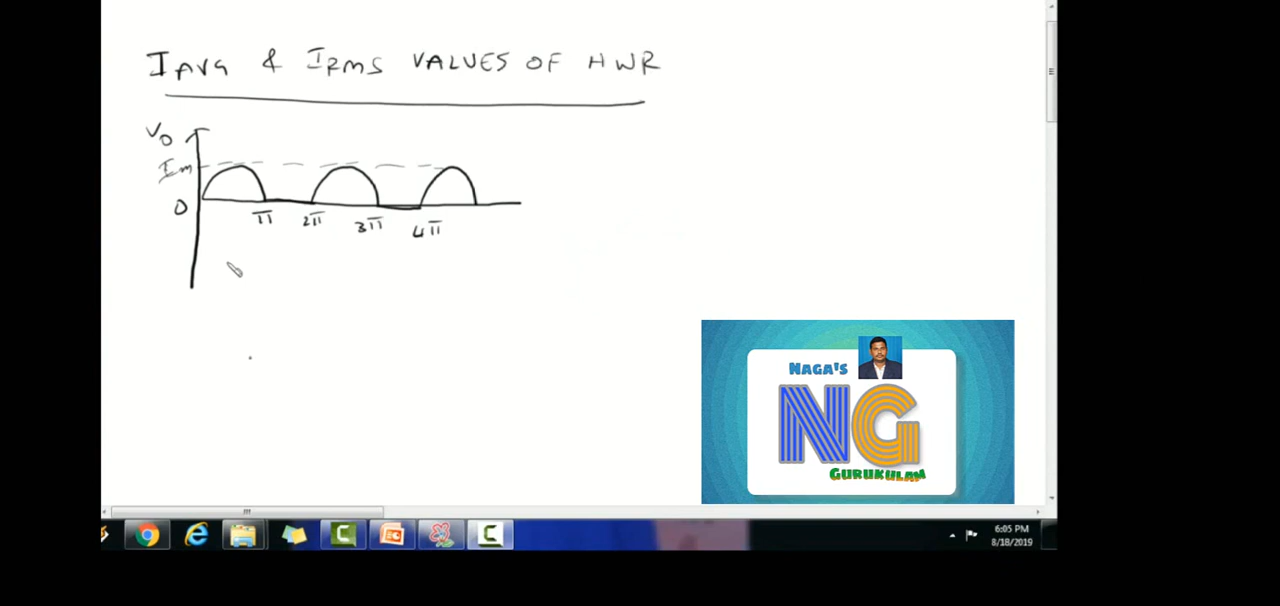 IAVG & IRMS VALUES OF HWR
VO
Im
0
π 2π 3π 4π
NAGA'S
NG
GURUKULAM
6:05 PM
8/18/2019